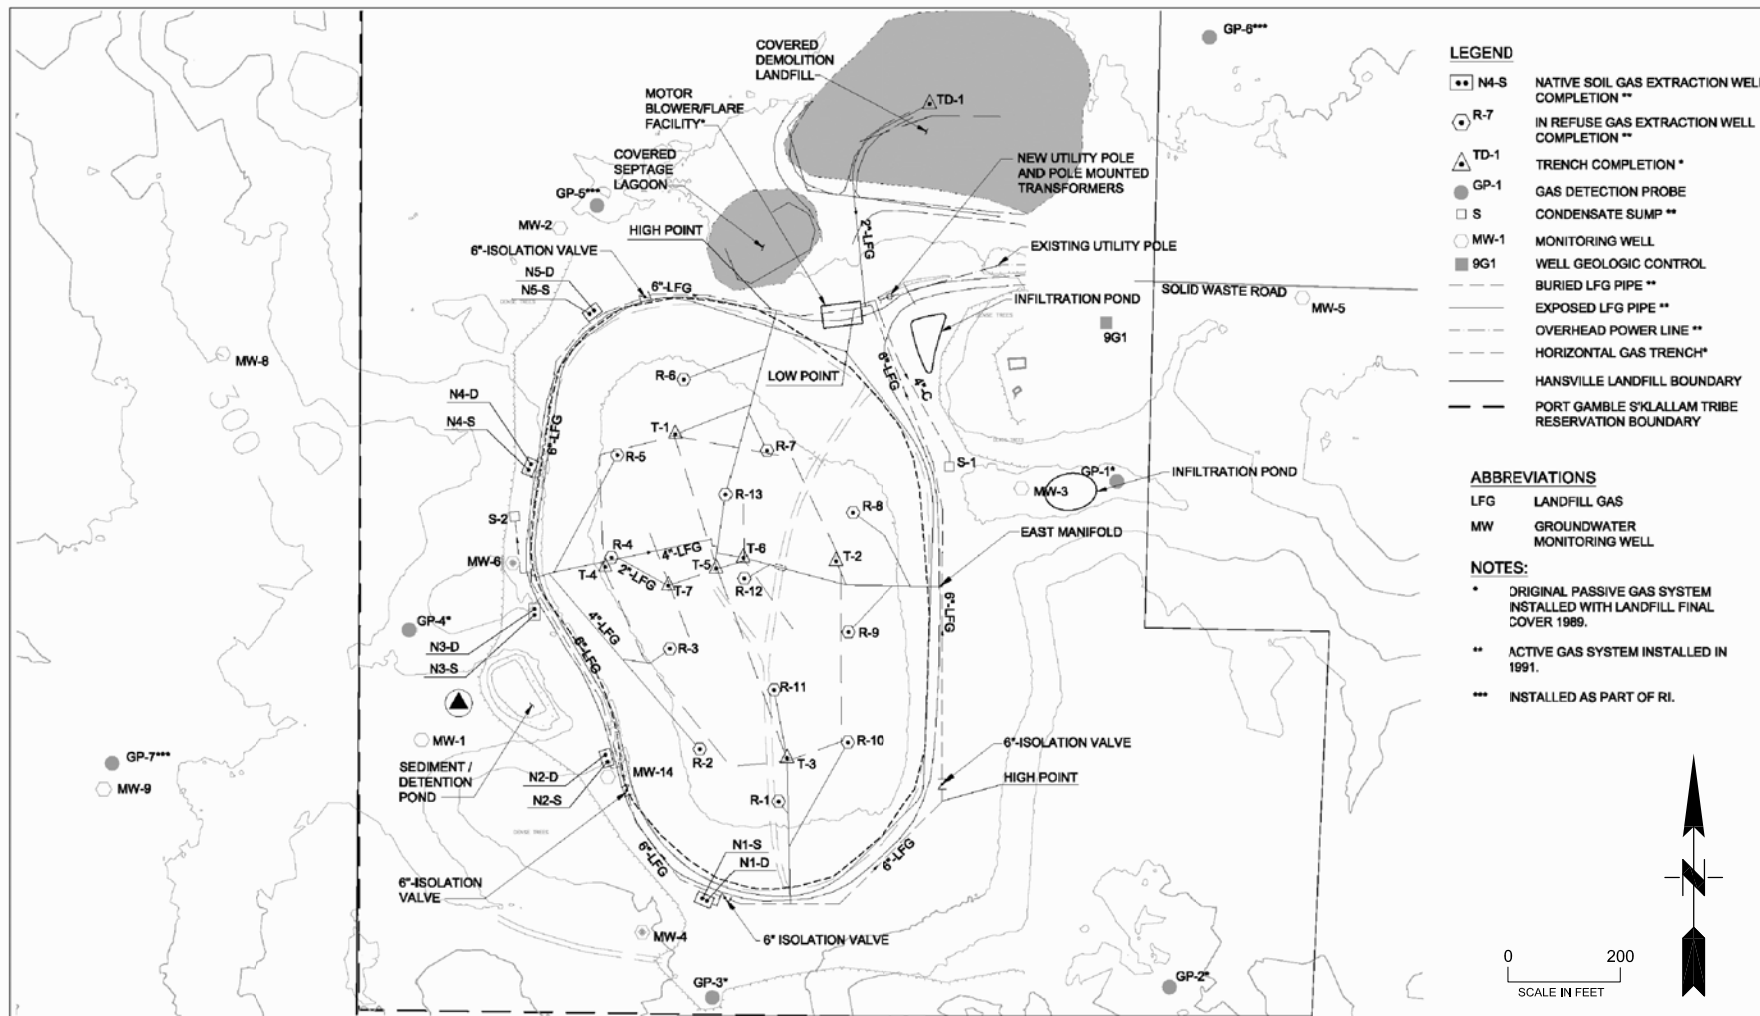 GP-6***
COVERED
DEMOLITION
LANDFILL
TD-1
MOTOR
BLOWER/FLARE
FACILITY*
COVERED
SEPTAGE
LAGOON
NEW UTILITY POLE
AND POLE MOUNTED
TRANSFORMERS
GP-5***
MW-2
HIGH POINT
2"-LFG
EXISTING UTILITY POLE
6"-ISOLATION VALVE
N5-D
N5-S
6"-LFG
SOLID WASTE ROAD
MW-5
INFILTRATION POND
DENSE TREES
DENSE TREES
9G1
MW-8
300
R-6
LOW POINT
6"-LFG
4"-C
N4-D
N4-S
6"-LFG
T-1
R-7
R-5
DENSE TREES
S-1
GP-1*
INFILTRATION POND
R-13
MW-3
R-8
S-2
EAST MANIFOLD
R-4
4"-LFG
T-6
T-2
MW-6
T-4
2"-LFG
T-7
T-5
R-12
GP-4*
4"-LFG
6"-LFG
R-9
N3-D
N3-S
6"-LFG
R-3
R-11
MW-1
GP-7***
MW-9
SEDIMENT /
DETENTION
POND
N2-D
N2-S
MW-14
R-2
T-3
R-10
6"-ISOLATION VALVE
HIGH POINT
R-1
DENSE TREES
N1-S
N1-D
6"-LFG
6"-LFG
6"-ISOLATION
VALVE
MW-4
6" ISOLATION VALVE
GP-3*
GP-2*
LEGEND
N4-S NATIVE SOIL GAS EXTRACTION WELL
COMPLETION **
R-7 IN REFUSE GAS EXTRACTION WELL
COMPLETION **
TD-1 TRENCH COMPLETION *
GP-1 GAS DETECTION PROBE
S CONDENSATE SUMP **
MW-1 MONITORING WELL
9G1 WELL GEOLOGIC CONTROL
BURIED LFG PIPE **
EXPOSED LFG PIPE **
OVERHEAD POWER LINE **
HORIZONTAL GAS TRENCH*
HANSVILLE LANDFILL BOUNDARY
PORT GAMBLE S'KLALLAM TRIBE
RESERVATION BOUNDARY
ABBREVIATIONS
LFG LANDFILL GAS
MW GROUNDWATER
MONITORING WELL
NOTES:
* ORIGINAL PASSIVE GAS SYSTEM
INSTALLED WITH LANDFILL FINAL
COVER 1989.
** ACTIVE GAS SYSTEM INSTALLED IN
1991.
*** INSTALLED AS PART OF RI.
N
0 200
SCALE IN FEET